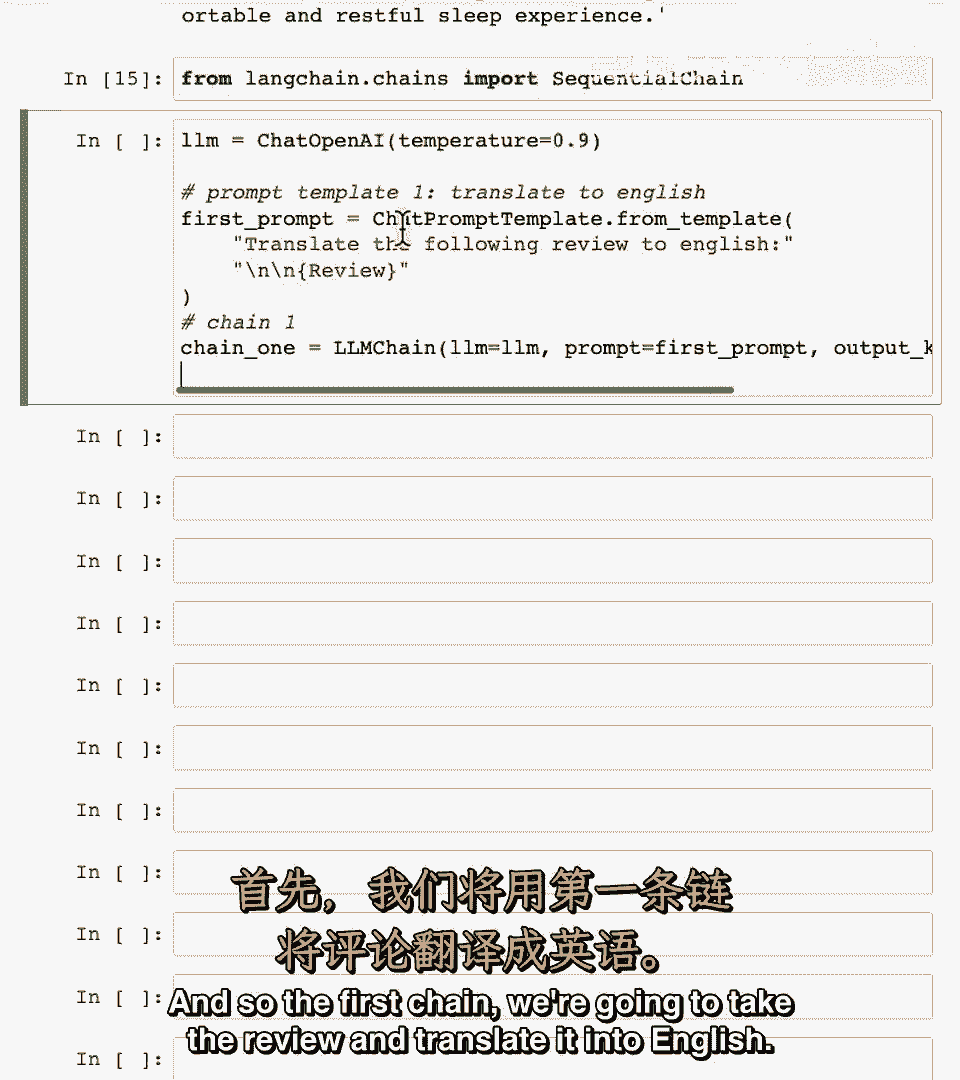 ortable and restful sleep experience.'
In [15]: from langchain.chains import SequentialChain
In [ ]: llm = ChatOpenAI(temperature=0.9)
# prompt template 1: translate to english
first_prompt = ChatPromptTemplate.from_template(
"Translate the following review to english:"
"\n\n{Review}"
)
# chain 1
chain_one = LLMChain(llm=llm, prompt=first_prompt, output_k
In [ ]:
In [ ]:
In [ ]:
In [ ]:
In [ ]:
In [ ]:
In [ ]:
In [ ]:
首先，我们将用第一条链
In [ ]:
将评论翻译成英语。
In [ ]:
And so the first chain, we're going to take
the review and translate it into English.
In [ ]: